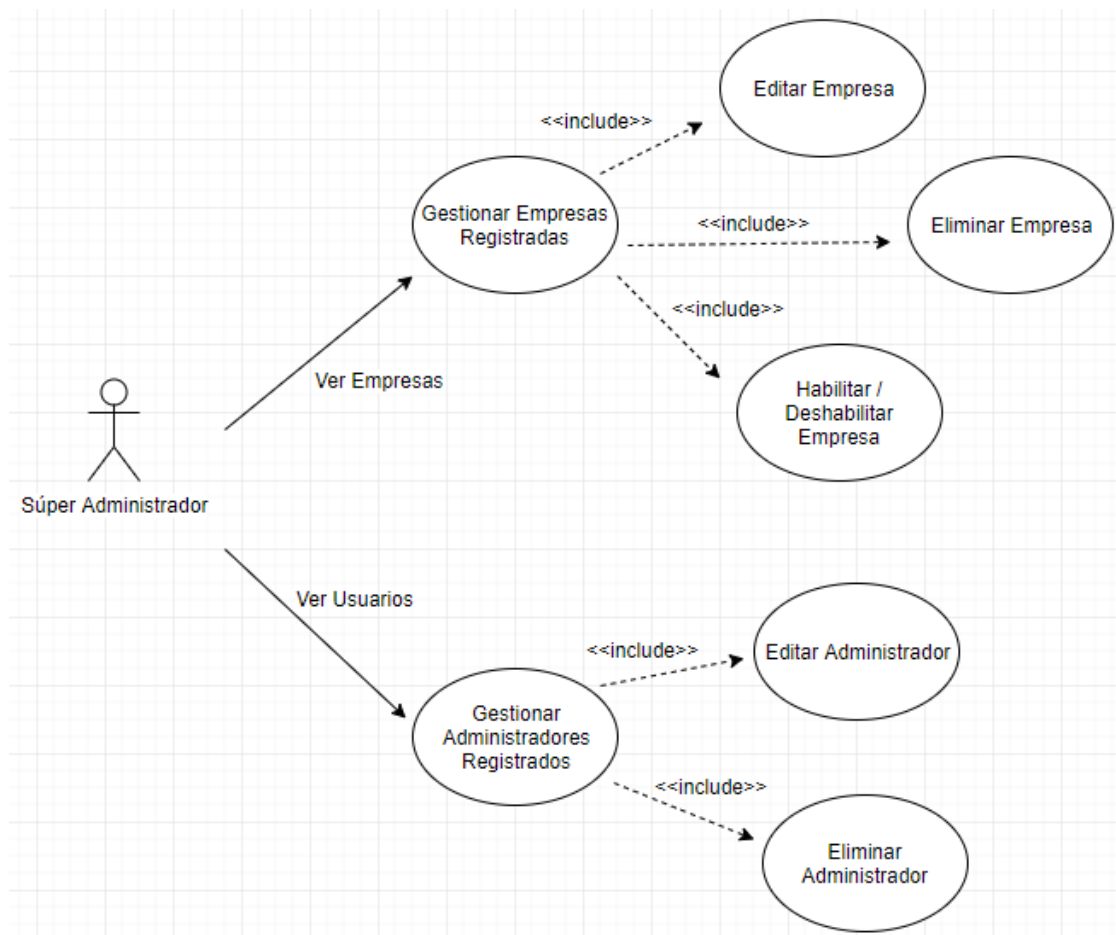 Editar Empresa
<<include>>
Gestionar Empresas
Registradas
<<include>>
Eliminar Empresa
<<include>>
Ver Empresas
Habilitar /
Deshabilitar
Empresa
Súper Administrador
Ver Usuarios
<<include>>
Editar Administrador
Gestionar
Administradores
Registrados
<<include>>
Eliminar
Administrador